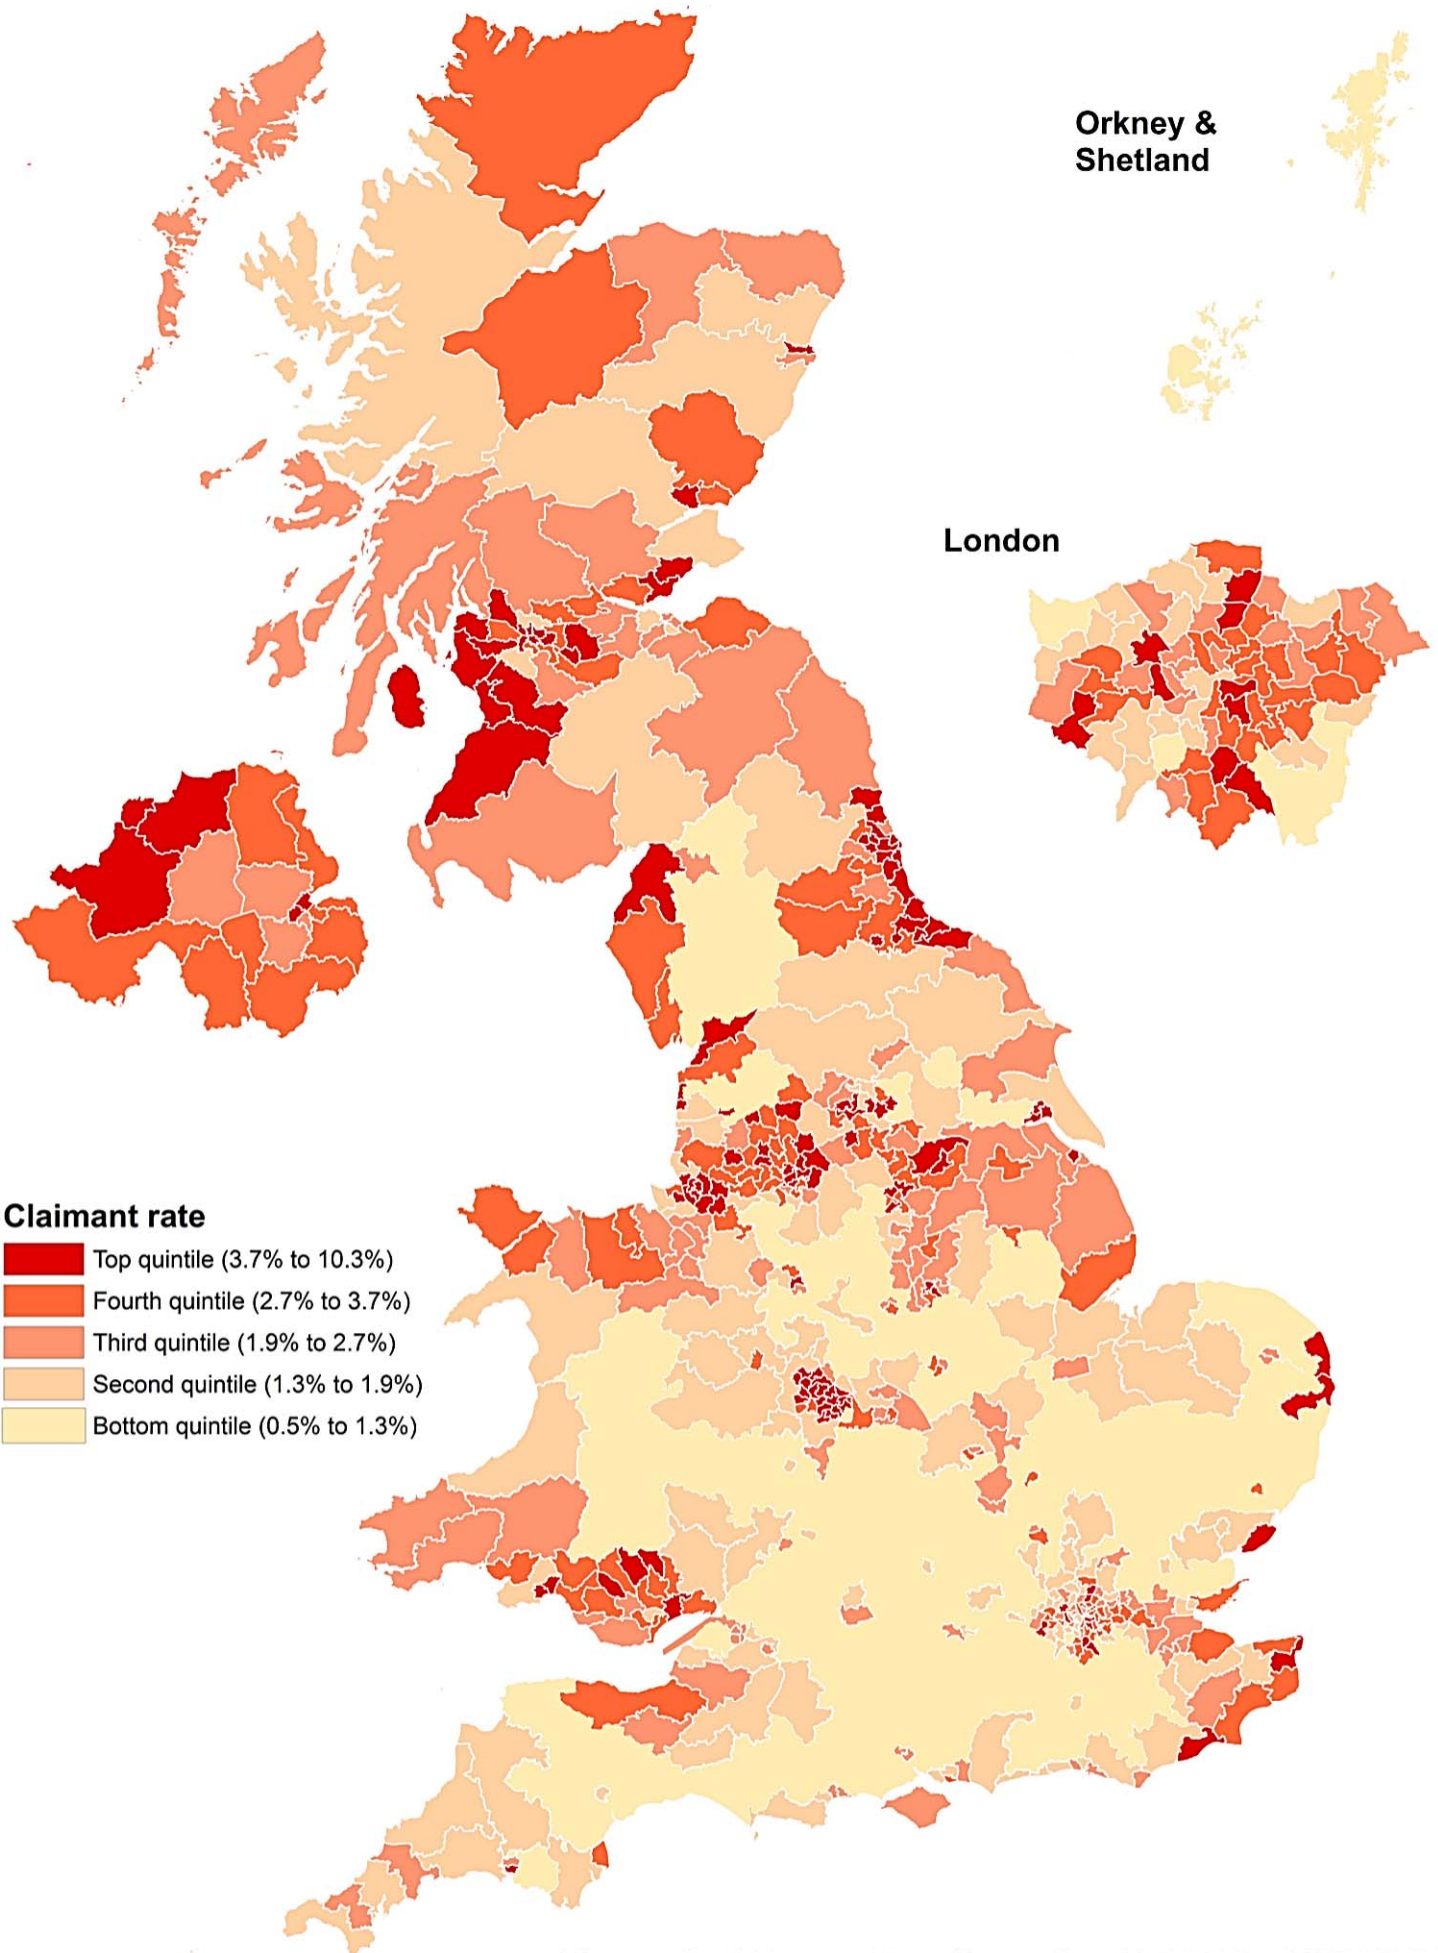 Orkney &
Shetland
London
Claimant rate
Top quintile (3.7% to 10.3%)
Fourth quintile (2.7% to 3.7%)
Third quintile (1.9% to 2.7%)
Second quintile (1.3% to 1.9%)
Bottom quintile (0.5% to 1.3%)